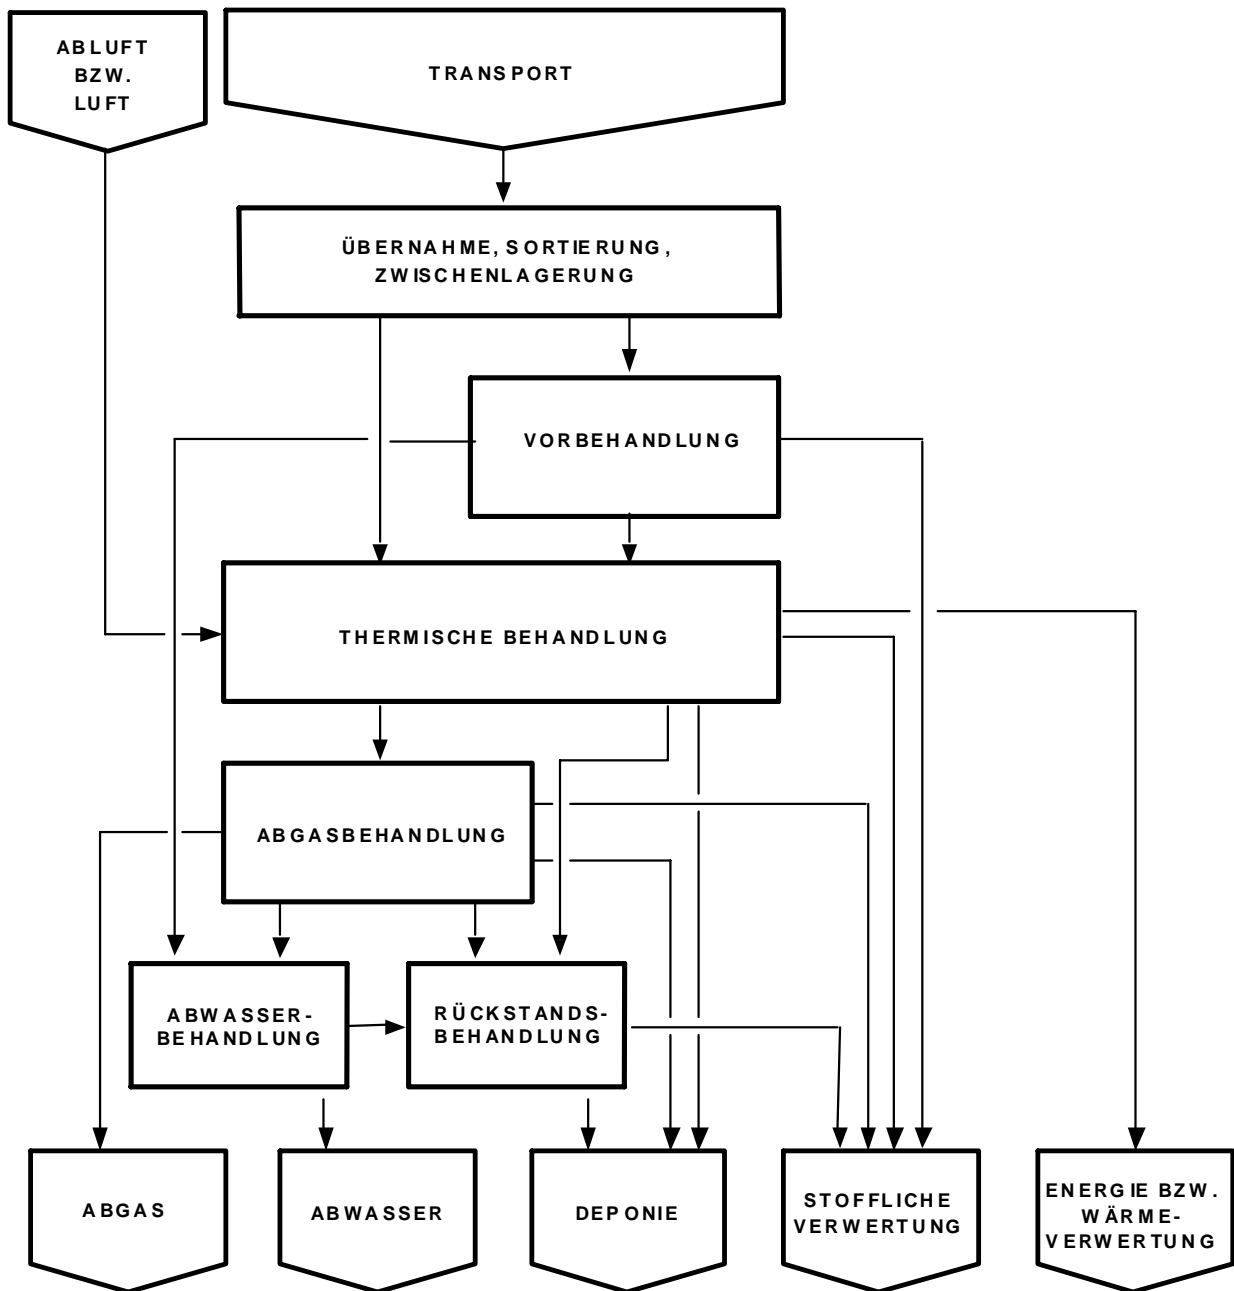 ABLUFT
BZW.
LUFT
TRANSPORT
ÜBERNAHME, SORTIERUNG,
ZWISCHENLAGERUNG
VORBEHANDLUNG
THERMISCHE BEHANDLUNG
ABGASBEHANDLUNG
ABWASSER-
BEHANDLUNG
RÜCKSTANDS-
BEHANDLUNG
ABGAS
ABWASSER
DEPONIE
STOFFLICHE
VERWERTUNG
ENERGIE BZW.
WÄRME-
VERWERTUNG